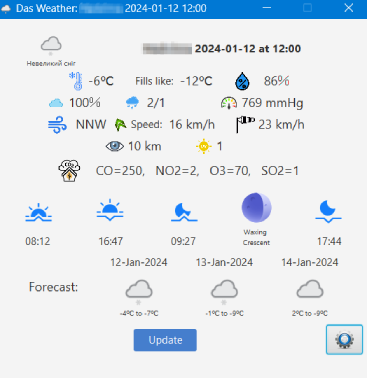 Das Weather: 2024-01-12 12:00
2024-01-12 at 12:00
Невеликий сніг
-6ºC Fills like: -12ºC 86%
100% 2/1 769 mmHg
NNW Speed: 16 km/h 23 km/h
10 km 1
CO=250, NO2=2, O3=70, SO2=1
Waxing
Crescent
08:12 16:47 09:27 17:44
12-Jan-2024 13-Jan-2024 14-Jan-2024
Forecast:
-4ºC to -7ºC -1ºC to -9ºC 2ºC to -9ºC
Update